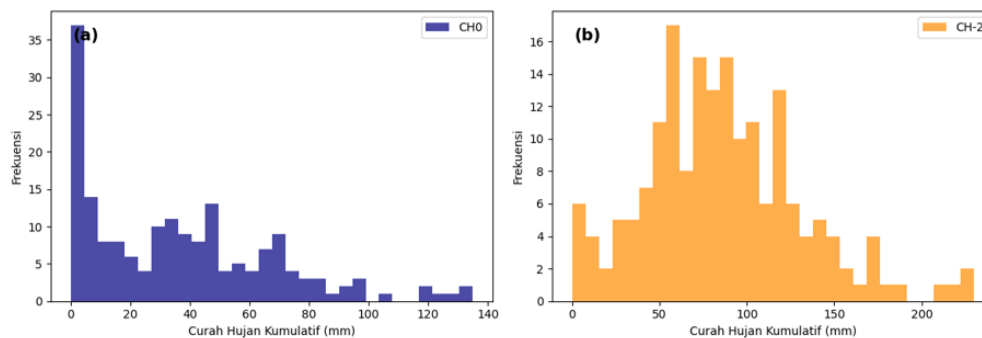 (a)
CH0
35
30
25
20
15
10
5
0
Frekuensi
0 20 40 60 80 100 120 140
Curah Hujan Kumulatif (mm)
(b)
CH-2
16
14
12
10
8
6
4
2
0
Frekuensi
0 50 100 150 200
Curah Hujan Kumulatif (mm)